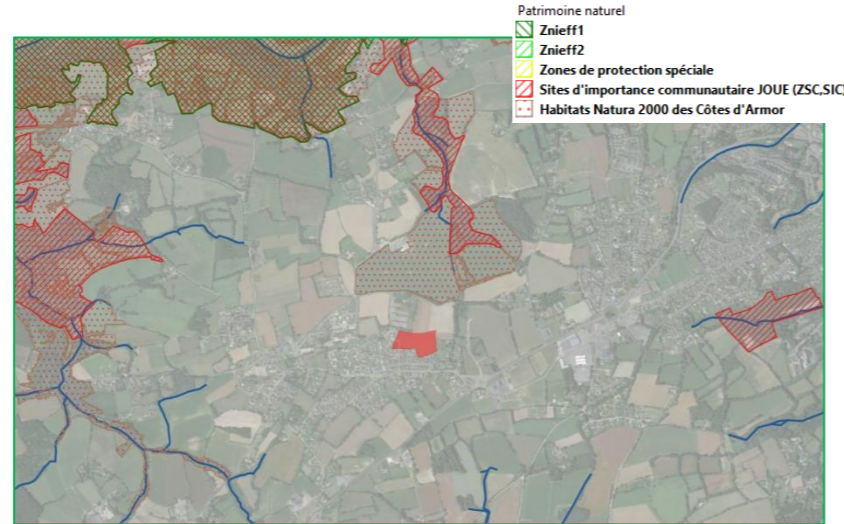 Patrimoine naturel
Znieff1
Znieff2
Zones de protection spéciale
Sites d'importance communautaire JOUE (ZSC,SIC)
Habitats Natura 2000 des Côtes d'Armor